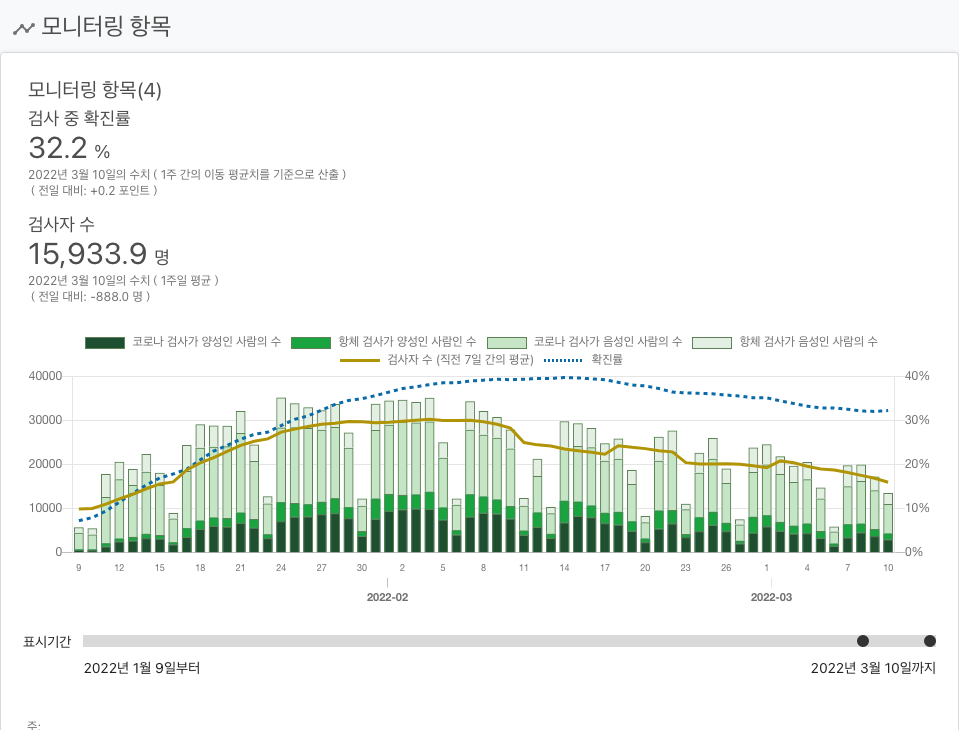 모니터링 항목
모니터링 항목(4)
검사 중 확진률
32.2 %
2022년 3월 10일의 수치 ( 1주 간의 이동 평균치를 기준으로 산출 )
( 전일 대비: +0.2 포인트 )
검사자 수
15,933.9 명
2022년 3월 10일의 수치 ( 1주일 평균 )
( 전일 대비: -888.0 명 )
코로나 검사가 양성인 사람의 수 항체 검사가 양성인 사람인 수 코로나 검사가 음성인 사람의 수 항체 검사가 음성인 사람의 수
검사자 수 (직전 7일 간의 평균) 확진률
40000 40%
30000 30%
20000 20%
10000 10%
0 0%
9 12 15 18 21 24 27 30 2 5 8 11 14 17 20 23 26 1 4 7 10
2022-02 2022-03
표시기간
2022년 1월 9일부터 2022년 3월 10일까지
주: